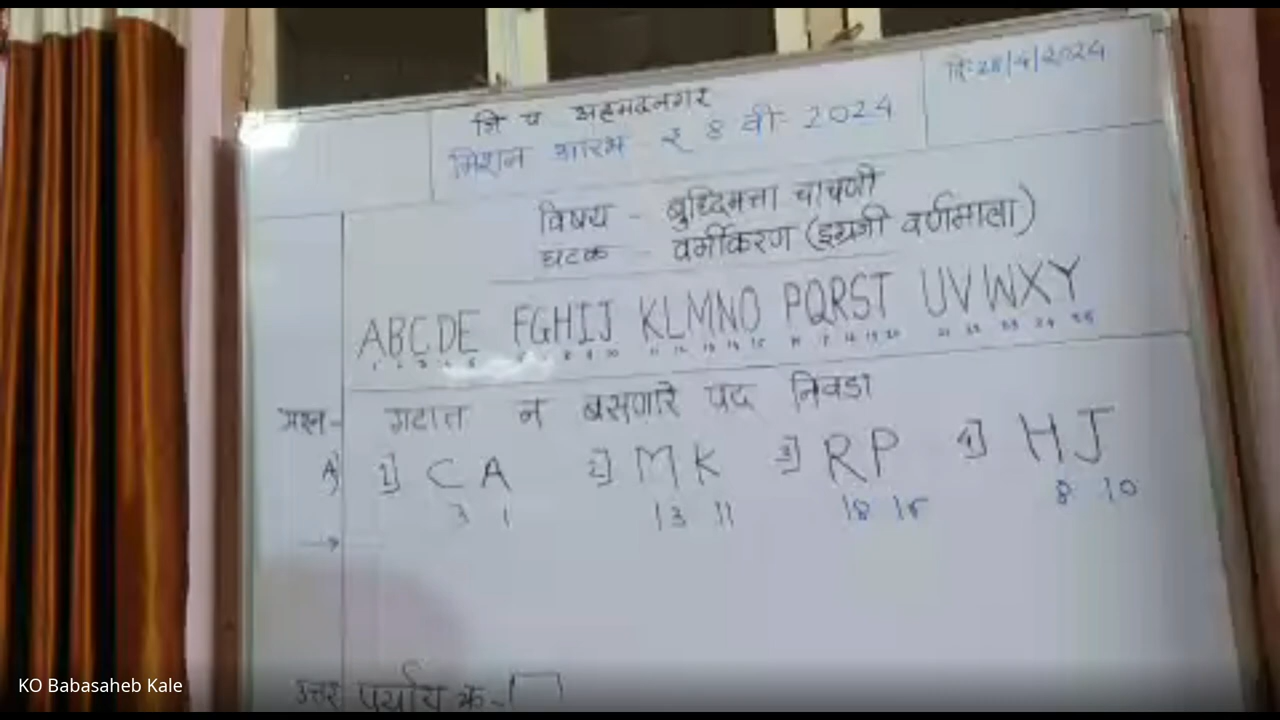 जि प अहमदनगर
दि: 28/4/2024
मिशन आरंभ इ 8 वी 2024
विषय - बुध्दिमत्ता चाचणी
घटक - वर्गीकरण (इंग्रजी वर्णमाला)
ABCDE FGHIJ KLMNO PQRST UVWXY
प्रश्न- गटात न बसणारे पद निवडा
A) 1] CA 2] MK 3] RP 4] HJ
3 1 13 11 18 16 8 10
→
उत्तर पर्याय क्र-
KO Babasaheb Kale